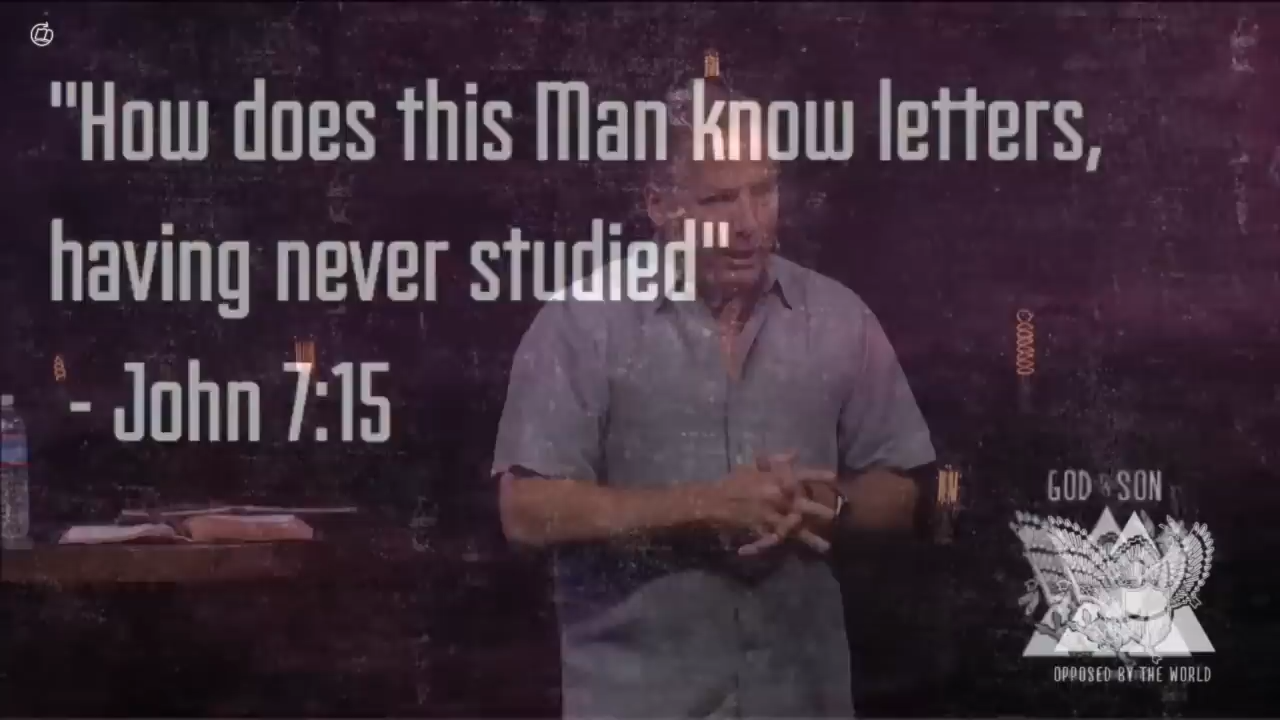 "How does this Man know letters,
having never studied"
- John 7:15
GOD SON
OPPOSED BY THE WORLD